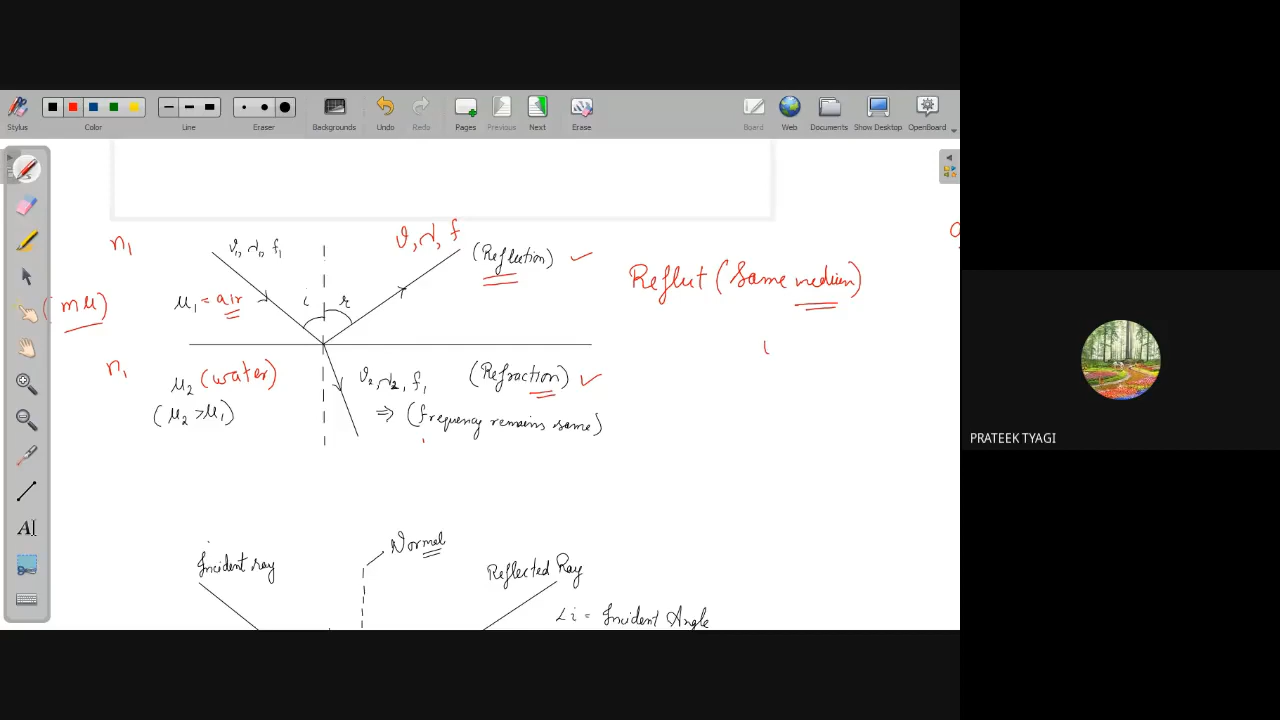 Stylus Color Line Eraser Backgrounds Undo Redo Pages Previous Next Erase Board Web Documents Show Desktop OpenBoard
n1
v1, λ1, f1
v, λ, f
(Reflection) ✓
Reflect (Same medium)
(mu)
μ1 = air
i
r
n1
μ2 (water)
v2, λ2, f1
(Refraction) ✓
(μ2 > μ1)
⇒ (frequency remains same)
PRATEEK TYAGI
Normal
Incident ray
Reflected Ray
∠i = Incident Angle